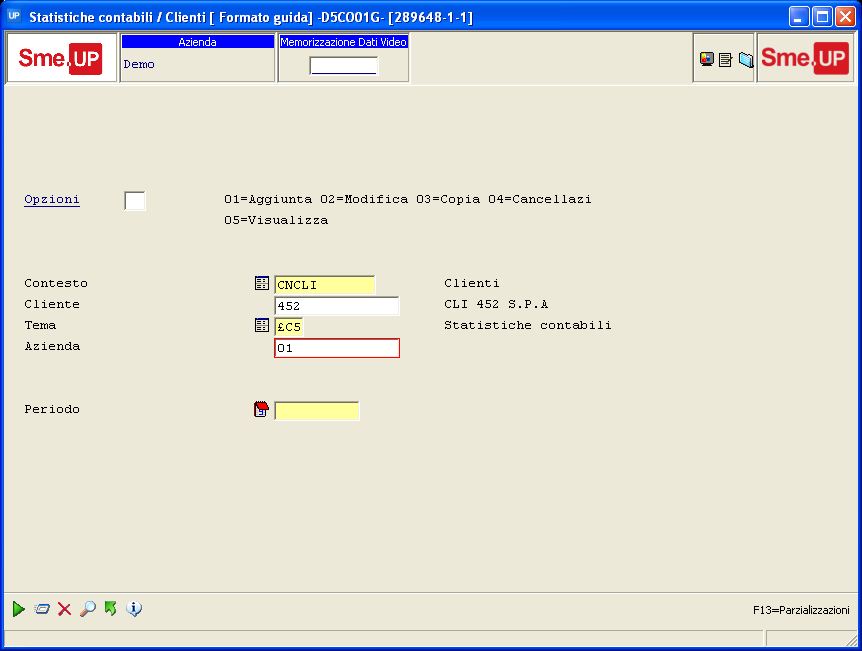 UP Statistiche contabili / Clienti [ Formato guida] -D5CO01G- [289648-1-1]
Sme.UP
Azienda
Demo
Memorizzazione Dati Video
Sme.UP
Opzioni 01=Aggiunta 02=Modifica 03=Copia 04=Cancellazi
05=Visualizza
Contesto CNCLI Clienti
Cliente 452 CLI 452 S.P.A
Tema £C5 Statistiche contabili
Azienda 01
Periodo
F13=Parzializzazioni